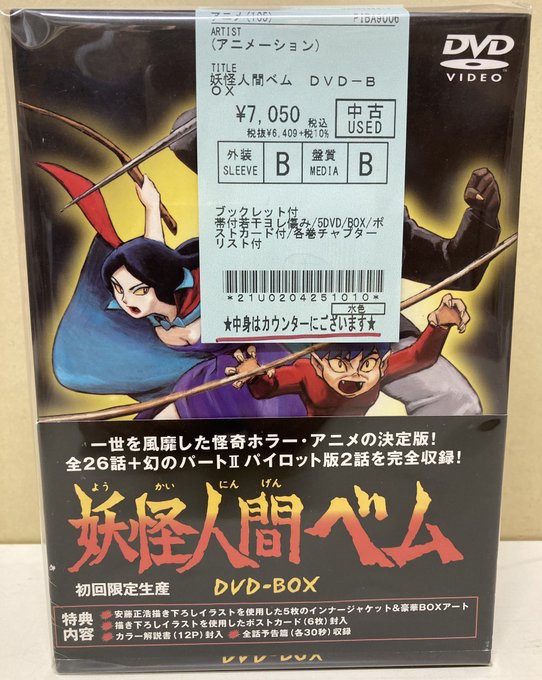 アニメ(YOS) PIBA9006
ARTIST
(アニメーション)
TITLE
妖怪人間ベム DVD-B
OX
¥7,050 税込
税抜¥6,409+税10%
中古
USED
外装
SLEEVE
B
盤質
MEDIA
B
ブックレット付
帯付若干ヨレ傷み/5DVD/BOX/ポ
ストカード付/各巻チャプター
リスト付
*21U0204251010*
水色
★中身はカウンターにございます★
DVD
VIDEO
一世を風靡した怪奇ホラー・アニメの決定版!
全26話+幻のパートⅡ パイロット版2話を完全収録!
よう かい にん げん
妖怪人間ベム
初回限定生産
DVD-BOX
特典
内容
安藤正浩描き下ろしイラストを使用した5枚のインナージャケット&豪華BOXアート
描き下ろしイラストを使用したポストカード(6枚)封入
カラー解説書(12P)封入 全話予告篇(各30秒)収録
DVD-BOX